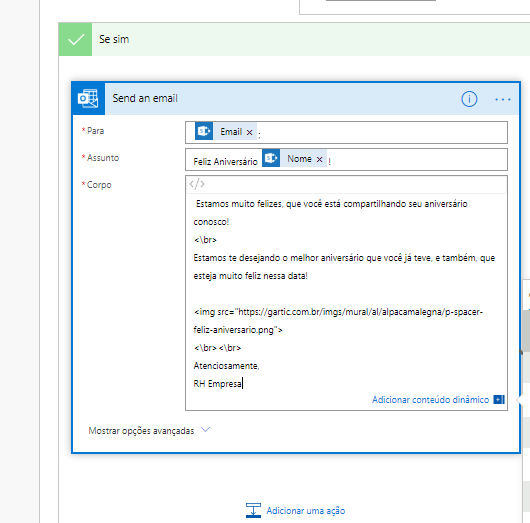 Se sim
Send an email
* Para Email × ;
* Assunto Feliz Aniversário Nome × !
* Corpo </>
Estamos muito felizes, que você está compartilhando seu aniversário
conosco!
<\br>
Estamos te desejando o melhor aniversário que você já teve, e também, que
esteja muito feliz nessa data!
<img src="https://gartic.com.br/imgs/mural/al/alpacamalegna/p-spacer-
feliz-aniversario.png">
<\br><\br>
Atenciosamente,
RH Empresa
Adicionar conteúdo dinâmico
Mostrar opções avançadas
Adicionar uma ação